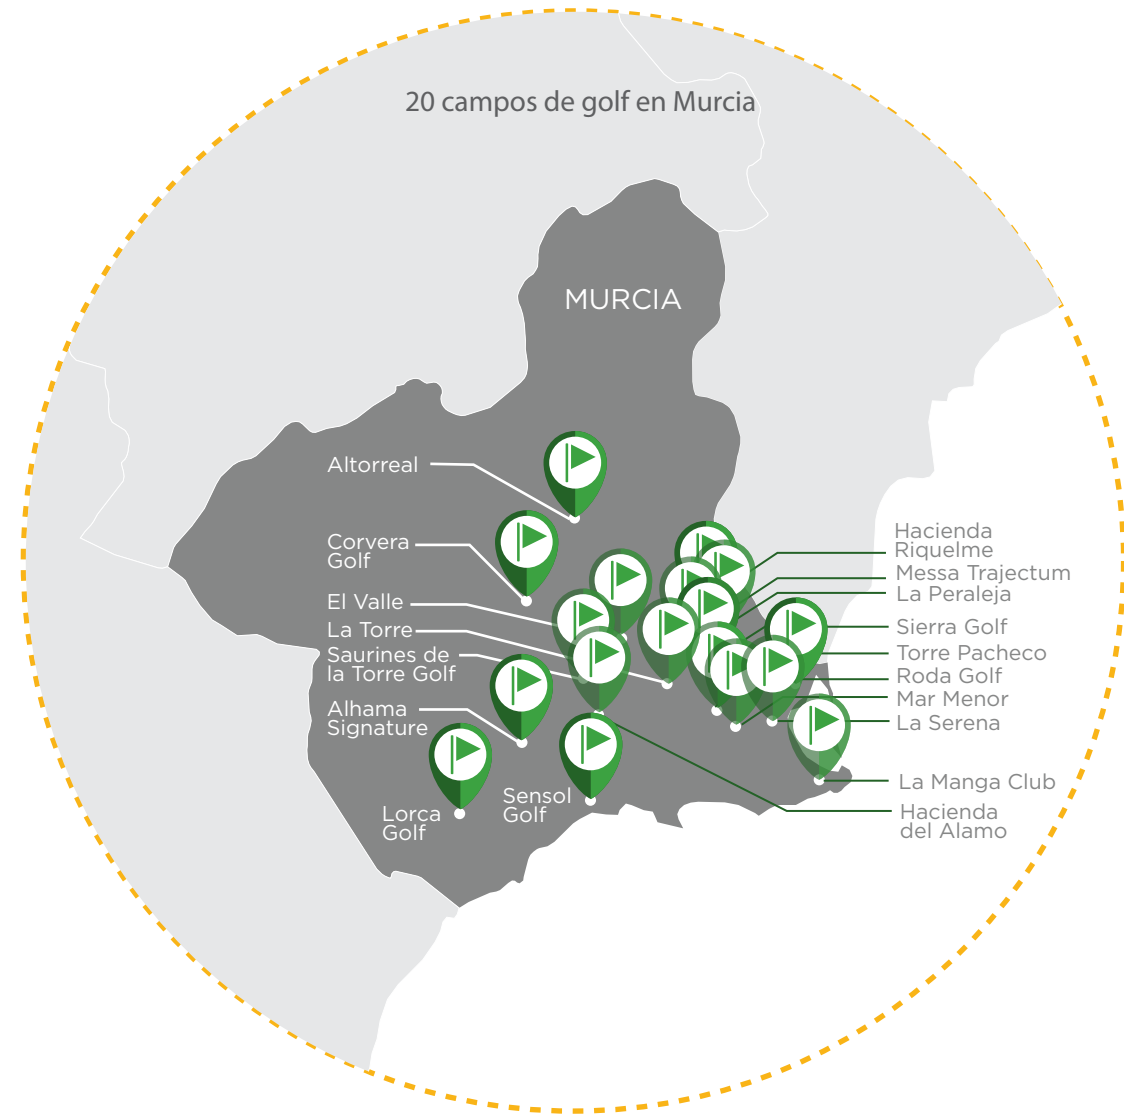 20 campos de golf en Murcia
MURCIA
Altorreal
Corvera
Golf
El Valle
La Torre
Saurines de
la Torre Golf
Alhama
Signature
Lorca
Golf
Sensol
Golf
Hacienda
Riquelme
Messa Trajectum
La Peraleja
Sierra Golf
Torre Pacheco
Roda Golf
Mar Menor
La Serena
La Manga Club
Hacienda
del Alamo